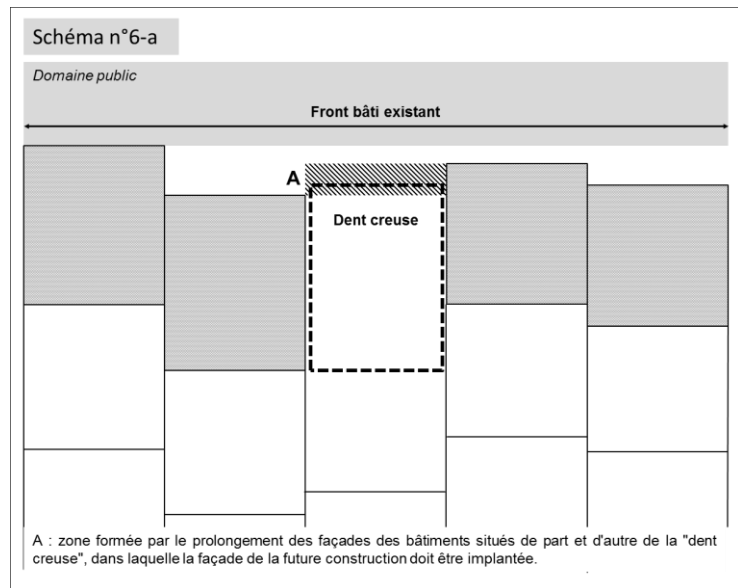 Schéma n°6-a
Domaine public
Front bâti existant
A
Dent creuse
A : zone formée par le prolongement des façades des bâtiments situés de part et d'autre de la "dent
creuse", dans laquelle la façade de la future construction doit être implantée.